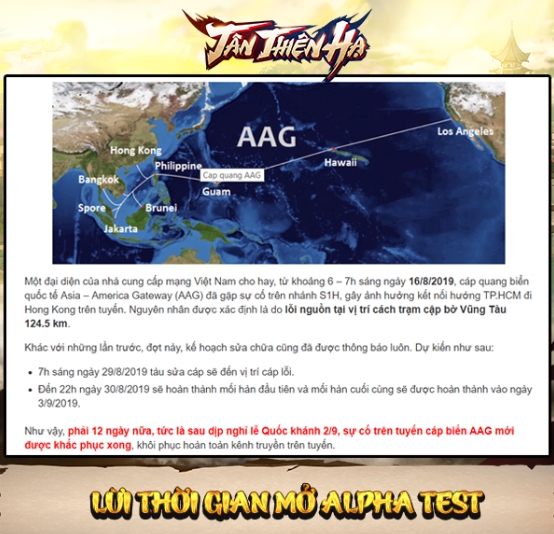 TÂN THIÊN HẠ
AAG
Los Angeles
Hong Kong
Philippine
Cap quang AAG
Hawaii
Bangkok
Guam
Spore
Brunei
Jakarta
Một đại diện của nhà cung cấp mạng Việt Nam cho hay, từ khoảng 6 – 7h sáng ngày 16/8/2019, cáp quang biển
quốc tế Asia – America Gateway (AAG) đã gặp sự cố trên nhánh S1H, gây ảnh hưởng kết nối hướng TP.HCM đi
Hong Kong trên tuyến. Nguyên nhân được xác định là do lỗi nguồn tại vị trí cách trạm cập bờ Vũng Tàu
124.5 km.
Khác với những lần trước, đợt này, kế hoạch sửa chữa cũng đã được thông báo luôn. Dự kiến như sau:
• 7h sáng ngày 29/8/2019 tàu sửa cáp sẽ đến vị trí cáp lỗi.
• Đến 22h ngày 30/8/2019 sẽ hoàn thành mối hàn đầu tiên và mối hàn cuối cùng sẽ được hoàn thành vào ngày
3/9/2019.
Như vậy, phải 12 ngày nữa, tức là sau dịp nghỉ lễ Quốc khánh 2/9, sự cố trên tuyến cáp biển AAG mới
được khắc phục xong, khôi phục hoàn toàn kênh truyền trên tuyến.
LÙI THỜI GIAN MỞ ALPHA TEST